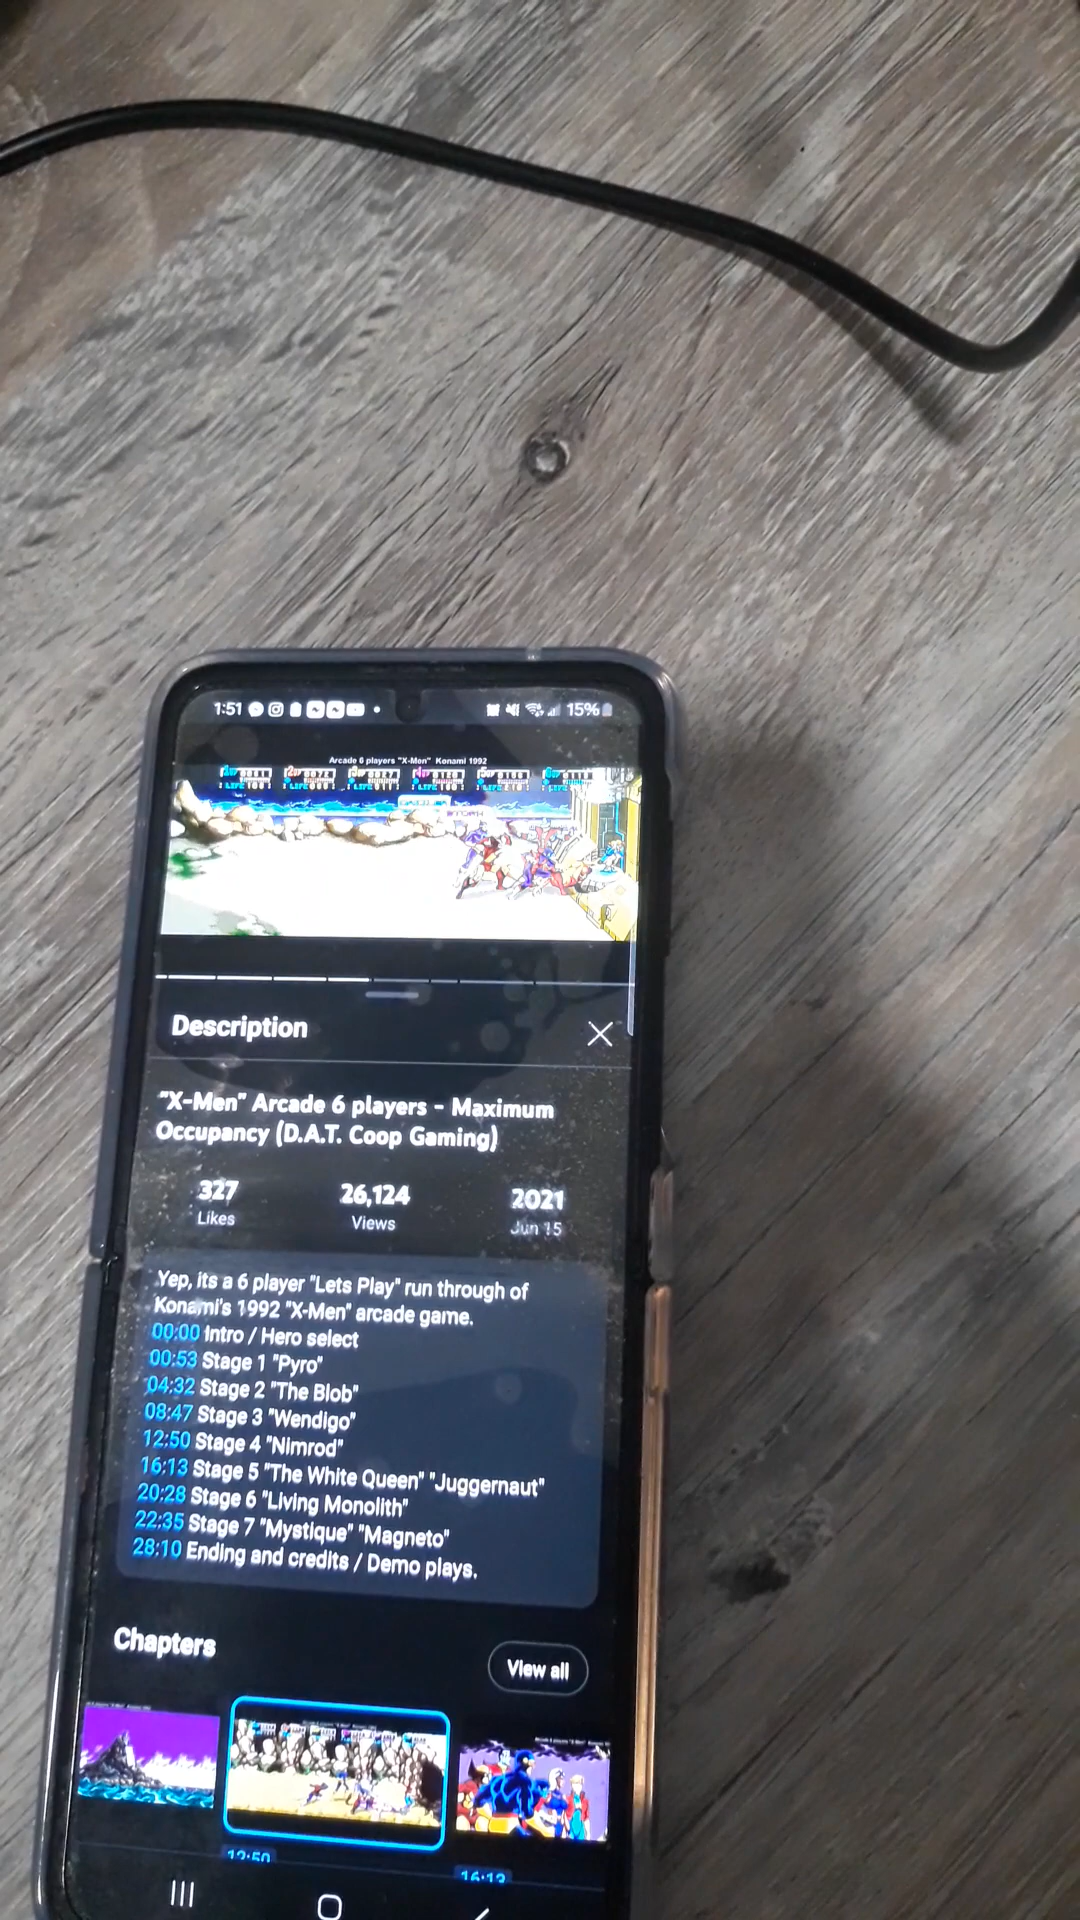 1:51
15%
Arcade 6 players "X-Men" Konami 1992
Description
"X-Men" Arcade 6 players - Maximum
Occupancy (D.A.T. Coop Gaming)
327 26,124 2021
Likes Views Jun 15
Yep, its a 6 player "Lets Play" run through of
Konami's 1992 "X-Men" arcade game.
00:00 Intro / Hero select
00:53 Stage 1 "Pyro"
04:32 Stage 2 "The Blob"
08:47 Stage 3 "Wendigo"
12:50 Stage 4 "Nimrod"
16:13 Stage 5 "The White Queen" "Juggernaut"
20:28 Stage 6 "Living Monolith"
22:35 Stage 7 "Mystique" "Magneto"
28:10 Ending and credits / Demo plays.
Chapters
View all
12:50
16:13